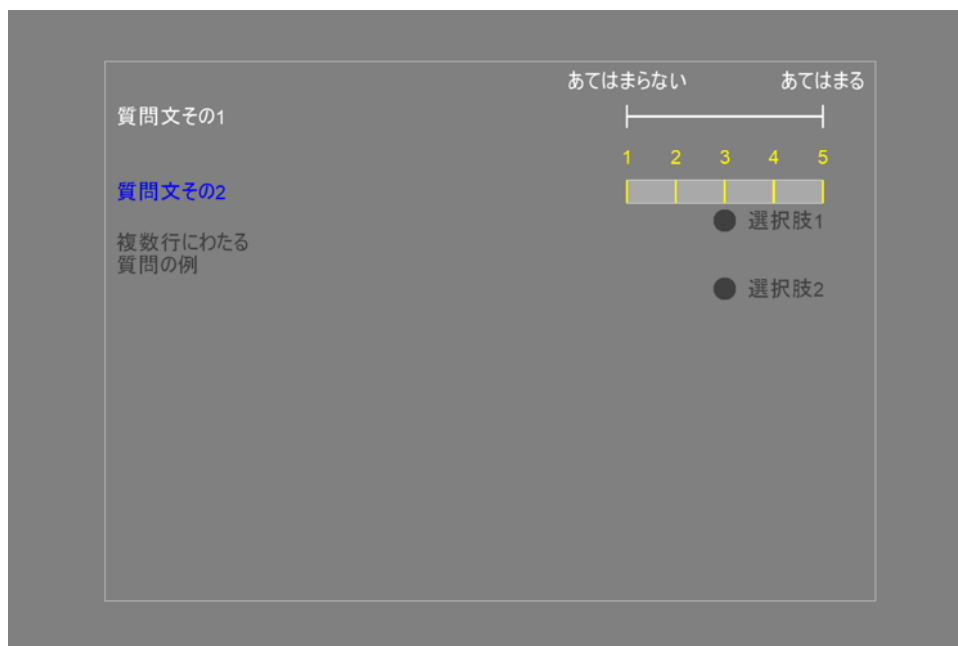 あてはまらない あてはまる
質問文その1
1 2 3 4 5
質問文その2
選択肢1
複数行にわたる
質問の例
選択肢2